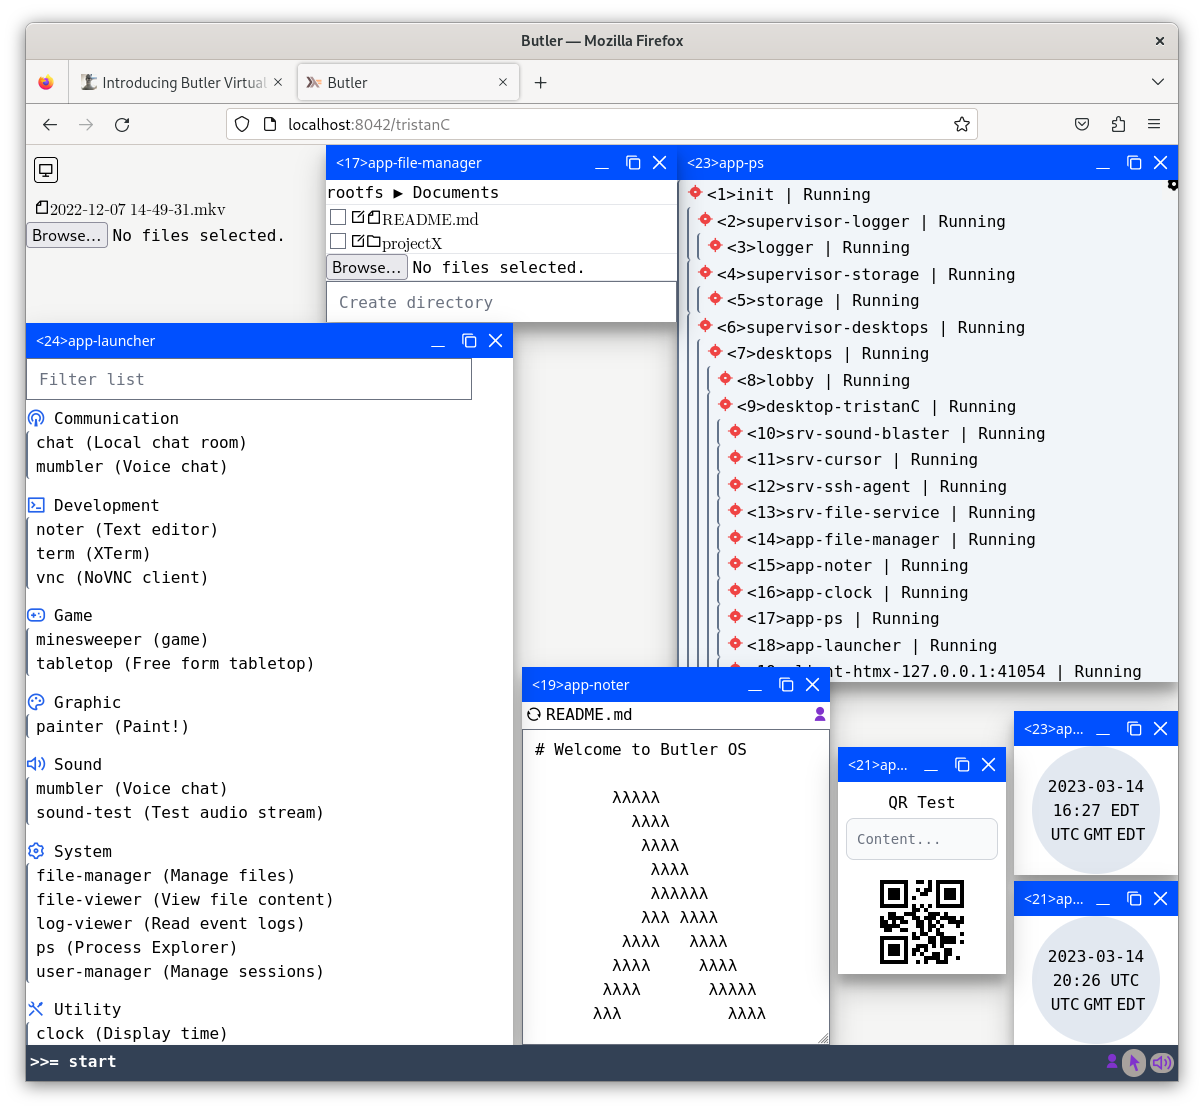 Butler — Mozilla Firefox
Introducing Butler Virtual
Butler
localhost:8042/tristanC
2022-12-07 14-49-31.mkv
Browse... No files selected.
<17>app-file-manager
rootfs ▶ Documents
README.md
projectX
Browse... No files selected.
Create directory
<23>app-ps
<1>init | Running
<2>supervisor-logger | Running
<3>logger | Running
<4>supervisor-storage | Running
<5>storage | Running
<6>supervisor-desktops | Running
<7>desktops | Running
<8>lobby | Running
<9>desktop-tristanC | Running
<10>srv-sound-blaster | Running
<11>srv-cursor | Running
<12>srv-ssh-agent | Running
<13>srv-file-service | Running
<14>app-file-manager | Running
<15>app-noter | Running
<16>app-clock | Running
<17>app-ps | Running
<18>app-launcher | Running
nt-htmx-127.0.0.1:41054 | Running
<24>app-launcher
Filter list
Communication
chat (Local chat room)
mumbler (Voice chat)
Development
noter (Text editor)
term (XTerm)
vnc (NoVNC client)
Game
minesweeper (game)
tabletop (Free form tabletop)
Graphic
painter (Paint!)
Sound
mumbler (Voice chat)
sound-test (Test audio stream)
System
file-manager (Manage files)
file-viewer (View file content)
log-viewer (Read event logs)
ps (Process Explorer)
user-manager (Manage sessions)
Utility
clock (Display time)
<19>app-noter
README.md
# Welcome to Butler OS
λλλλλ
λλλλ
λλλλ
λλλλ
λλλλλλ
λλλ λλλλ
λλλλ   λλλλ
λλλλ     λλλλ
λλλλ       λλλλλ
λλλ           λλλλ
<21>ap...
QR Test
Content...
<23>ap...
2023-03-14
16:27 EDT
UTC GMT EDT
<21>ap...
2023-03-14
20:26 UTC
UTC GMT EDT
>>= start